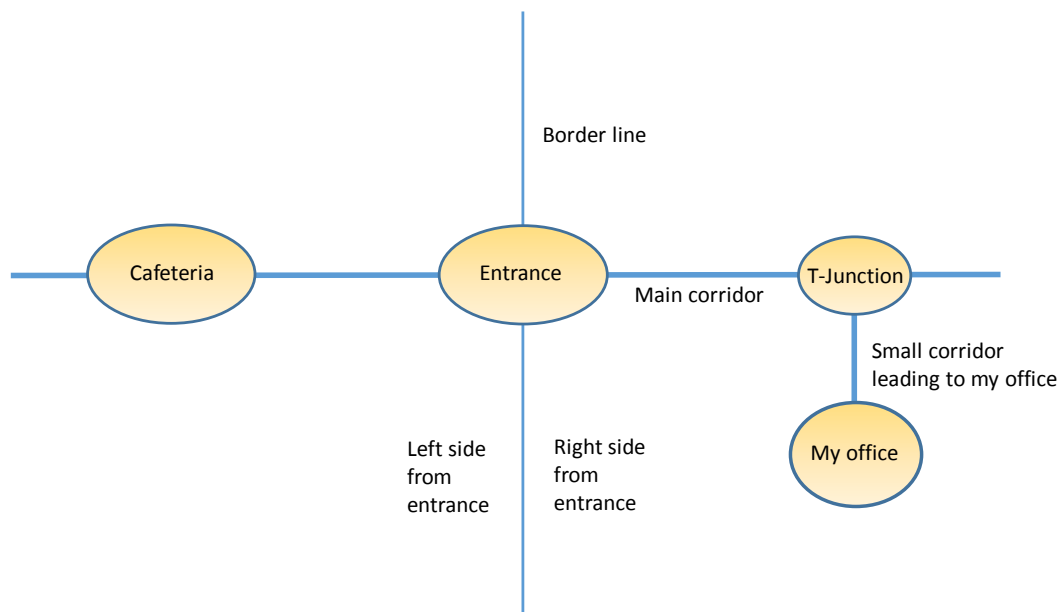 Border line
Cafeteria
Entrance
T-Junction
Main corridor
Small corridor
leading to my office
My office
Left side
from
entrance
Right side
from
entrance